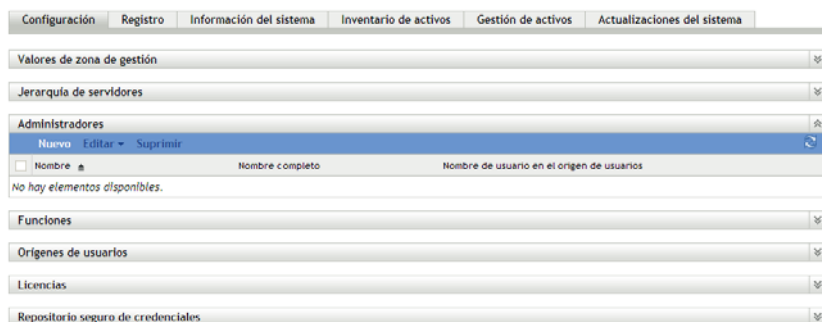 Configuración Registro Información del sistema Inventario de activos Gestión de activos Actualizaciones del sistema
Valores de zona de gestión
Jerarquía de servidores
Administradores
Nuevo Editar Suprimir
Nombre Nombre completo Nombre de usuario en el origen de usuarios
No hay elementos disponibles.
Funciones
Orígenes de usuarios
Licencias
Repositorio seguro de credenciales